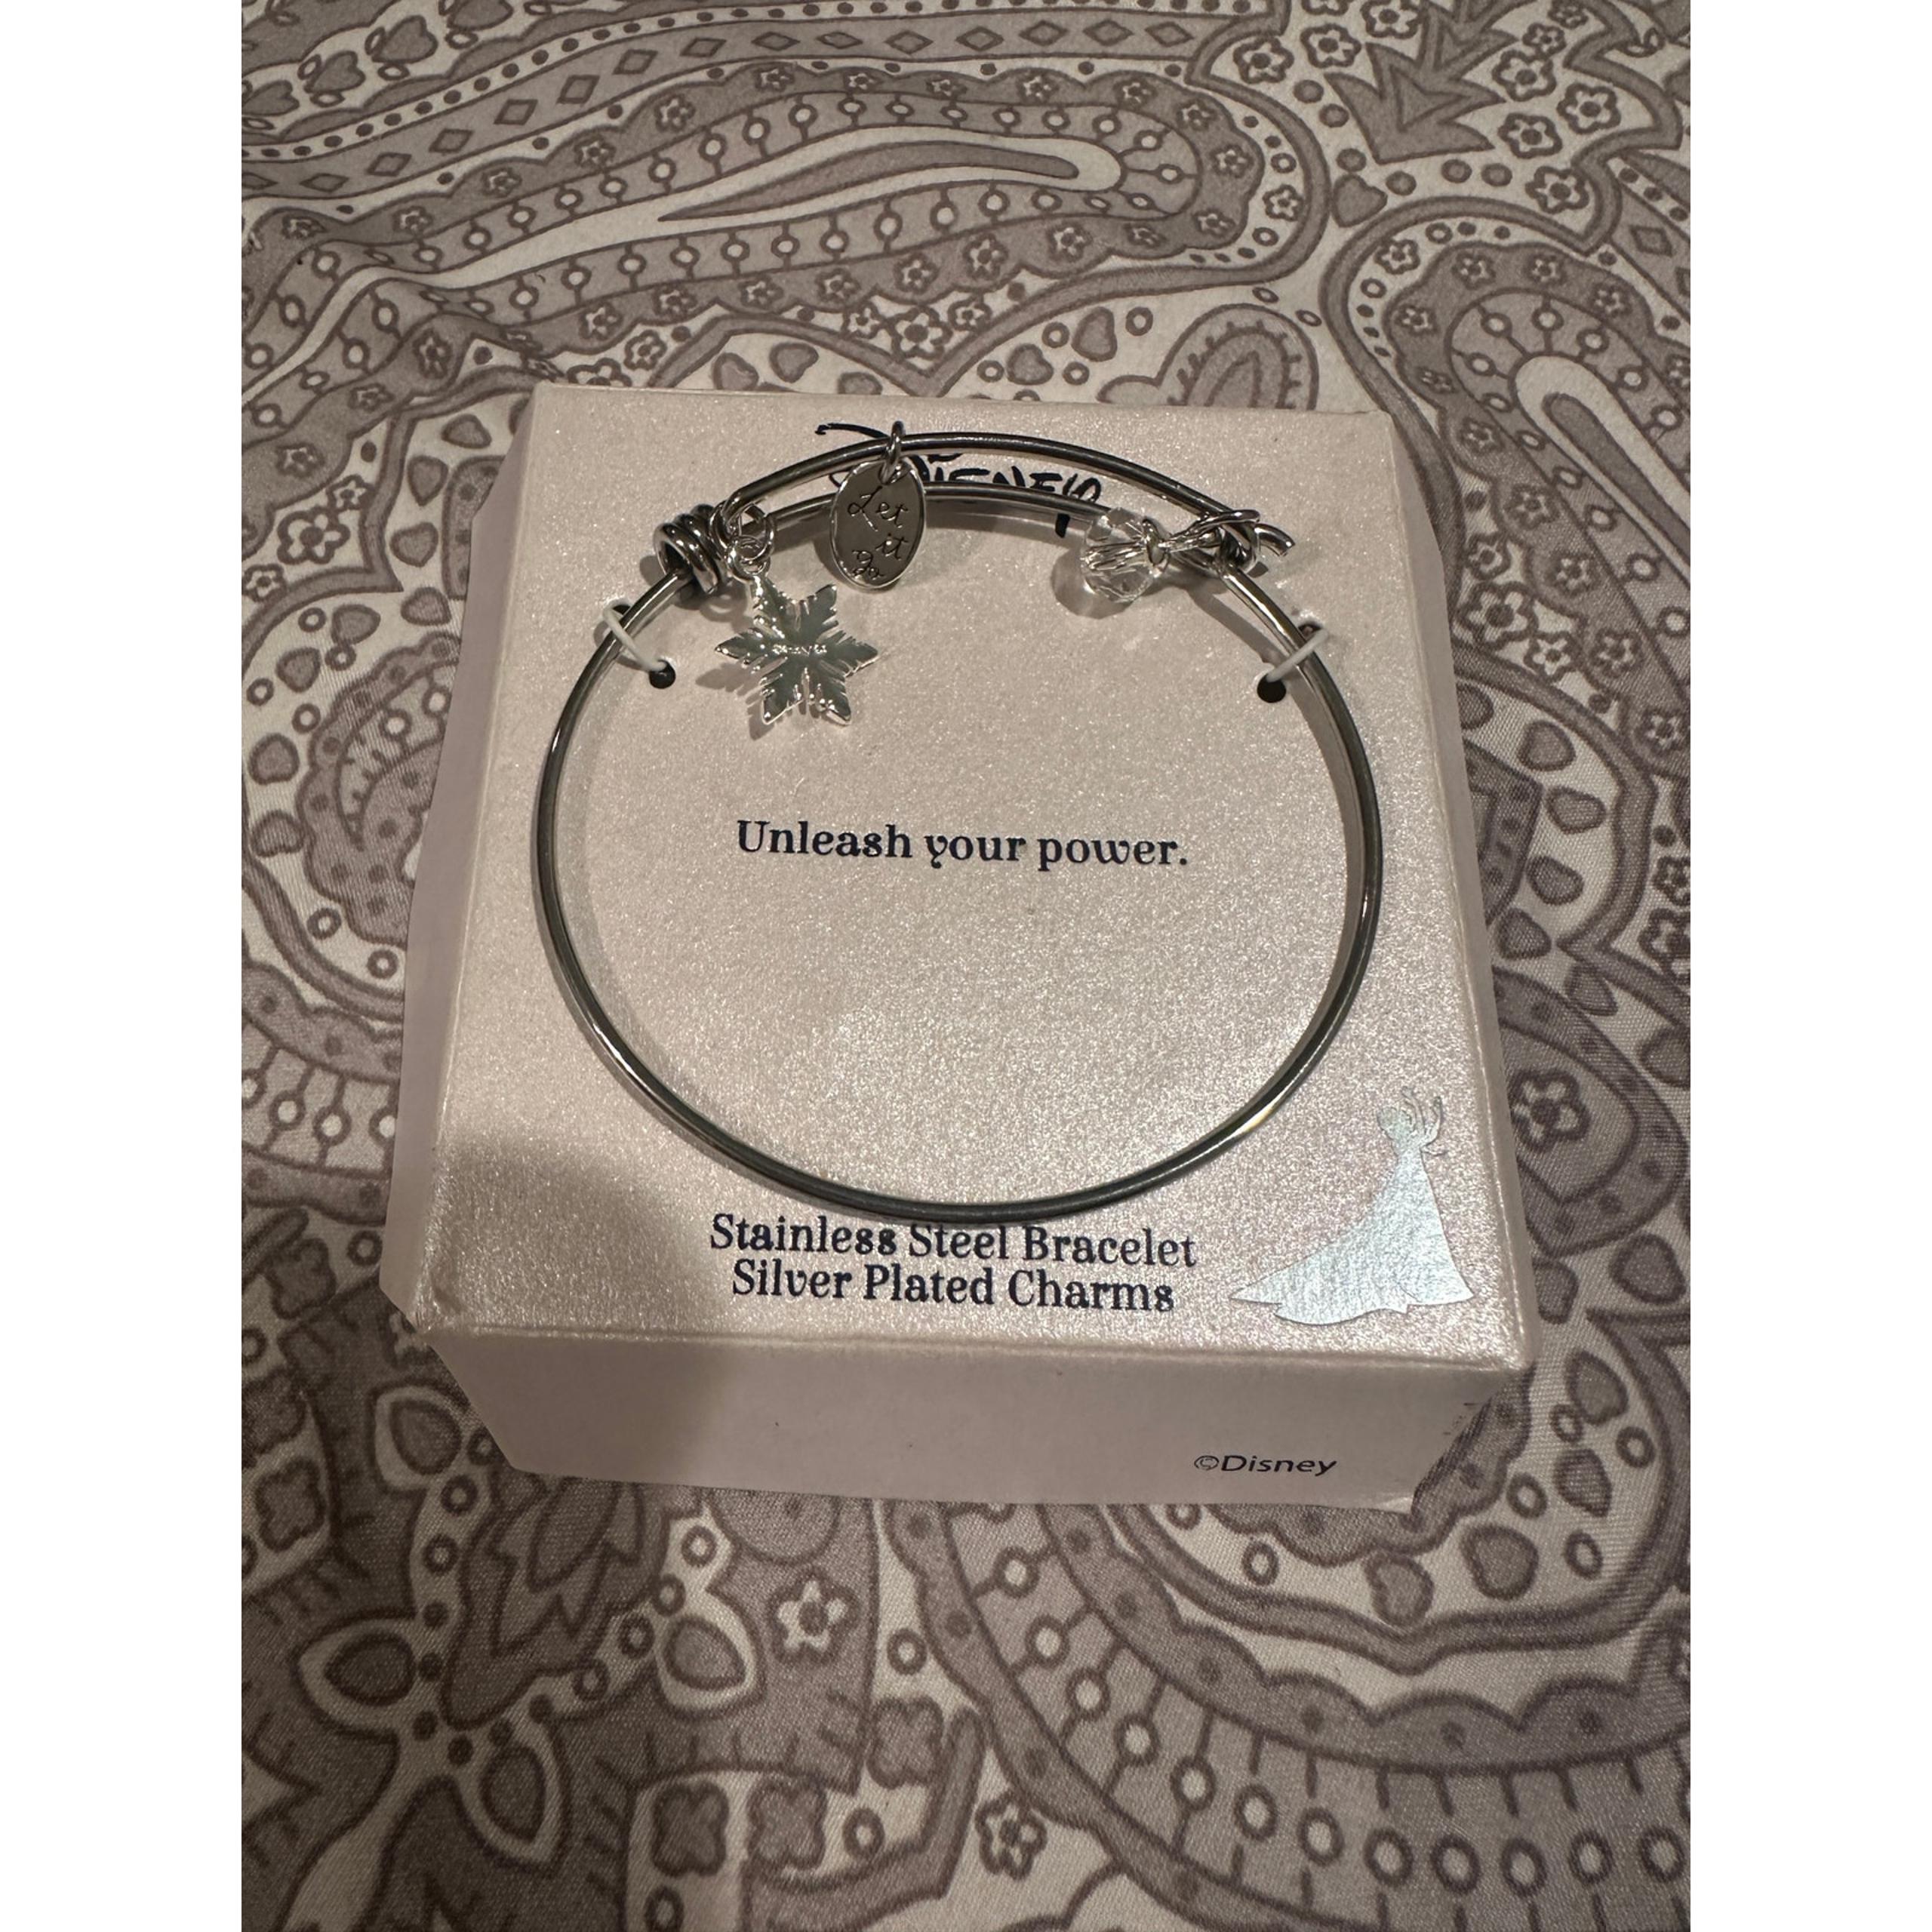 DISNEY
Let
it
go
Unleash your power.
Stainless Steel Bracelet
Silver Plated Charms
©Disney